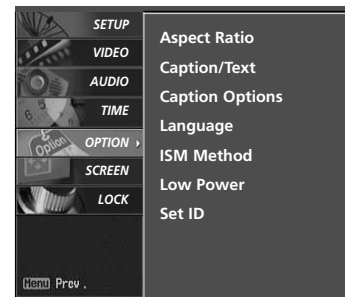 SETUP
VIDEO
AUDIO
TIME
OPTION
SCREEN
LOCK
Menu Prev.
Aspect Ratio
Caption/Text
Caption Options
Language
ISM Method
Low Power
Set ID